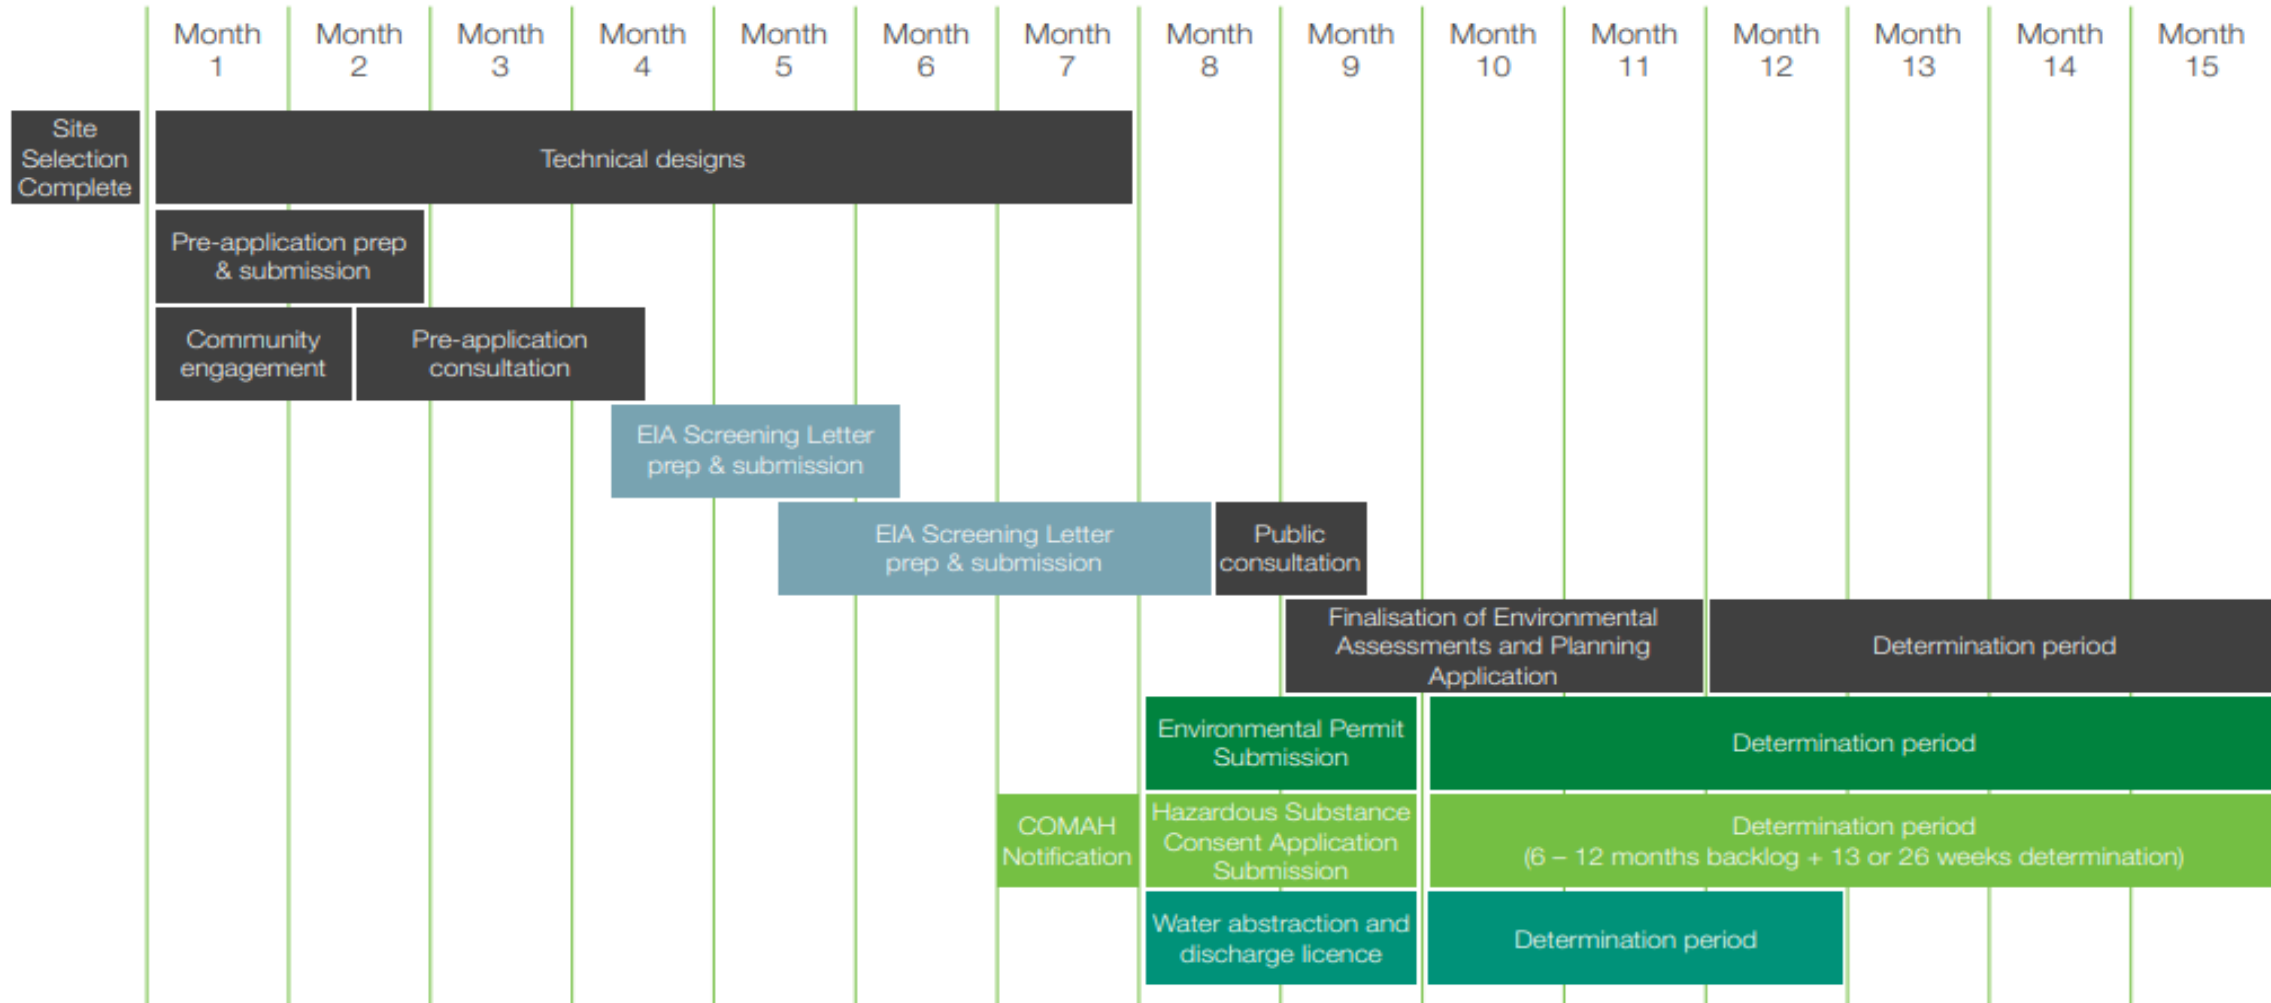 Month
1
Month
2
Month
3
Month
4
Month
5
Month
6
Month
7
Month
8
Month
9
Month
10
Month
11
Month
12
Month
13
Month
14
Month
15
Site
Selection
Complete
Technical designs
Pre-application prep
& submission
Community
engagement
Pre-application
consultation
EIA Screening Letter
prep & submission
EIA Screening Letter
prep & submission
Public
consultation
Finalisation of Environmental
Assessments and Planning
Application
Determination period
Environmental Permit
Submission
Determination period
COMAH
Notification
Hazardous Substance
Consent Application
Submission
Determination period
(6 – 12 months backlog + 13 or 26 weeks determination)
Water abstraction and
discharge licence
Determination period